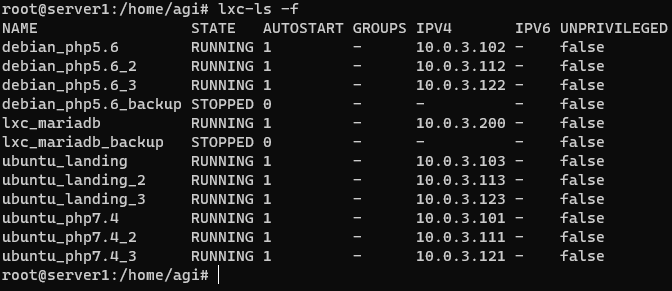 root@server1:/home/agi# lxc-ls -f
NAME                 STATE   AUTOSTART GROUPS IPV4       IPV6 UNPRIVILEGED
debian_php5.6        RUNNING 1         -      10.0.3.102 -    false
debian_php5.6_2      RUNNING 1         -      10.0.3.112 -    false
debian_php5.6_3      RUNNING 1         -      10.0.3.122 -    false
debian_php5.6_backup STOPPED 0         -      -          -    false
lxc_mariadb          RUNNING 1         -      10.0.3.200 -    false
lxc_mariadb_backup   STOPPED 0         -      -          -    false
ubuntu_landing       RUNNING 1         -      10.0.3.103 -    false
ubuntu_landing_2     RUNNING 1         -      10.0.3.113 -    false
ubuntu_landing_3     RUNNING 1         -      10.0.3.123 -    false
ubuntu_php7.4        RUNNING 1         -      10.0.3.101 -    false
ubuntu_php7.4_2      RUNNING 1         -      10.0.3.111 -    false
ubuntu_php7.4_3      RUNNING 1         -      10.0.3.121 -    false
root@server1:/home/agi#